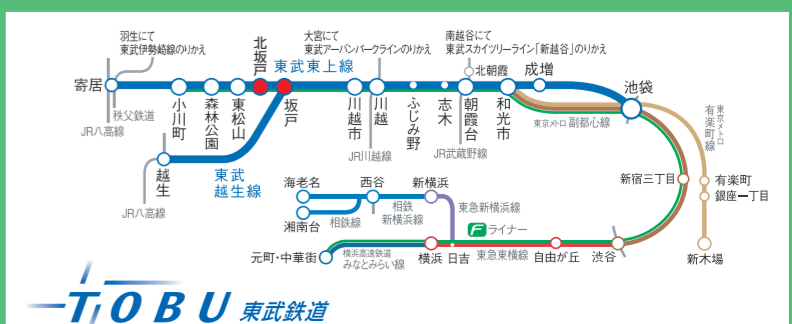 羽生にて
東武伊勢崎線のりかえ
大宮にて
東武アーバンパークラインのりかえ
南越谷にて
東武スカイツリーライン「新越谷」のりかえ
北坂戸
東武東上線
北朝霞
成増
池袋
寄居
秩父鉄道
JR八高線
小川町
森林公園
東松山
坂戸
川越市
川越
JR川越線
ふじみ野
志木
朝霞台
JR武蔵野線
和光市
東京メトロ 副都心線
東京メトロ
有楽町線
越生
JR八高線
東武
越生線
新宿三丁目
有楽町
銀座一丁目
新木場
海老名
西谷
新横浜
湘南台
相鉄線
相鉄
新横浜線
東急新横浜線
F ライナー
元町・中華街
横浜高速鉄道
みなとみらい線
横浜
日吉
東急東横線
自由が丘
渋谷
TOBU 東武鉄道